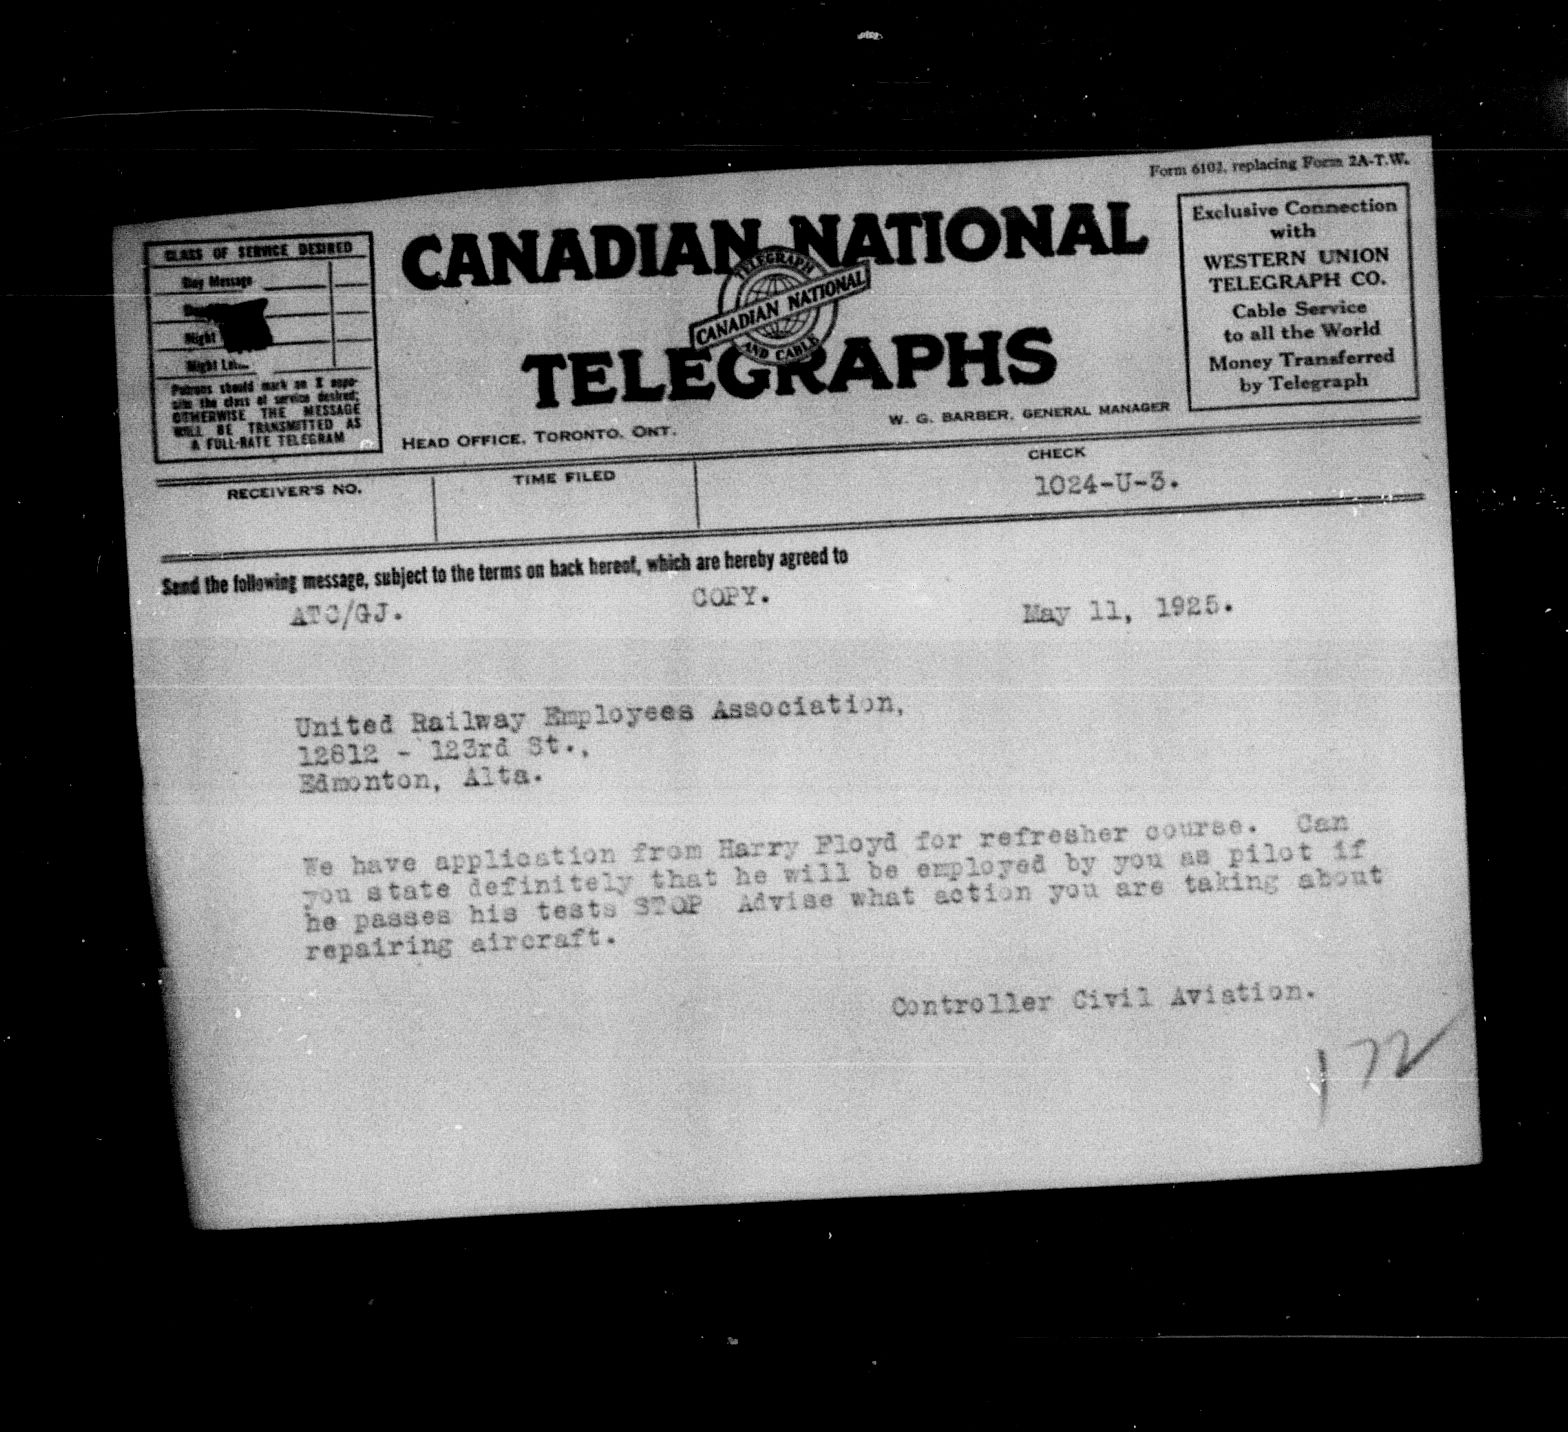 Form 6102, replacing Form 2A-T.W.
CLASS OF SERVICE DESIRED
Day Message
Night
Patrons should mark an X oppo-
site the class of service desired;
OTHERWISE THE MESSAGE
WILL BE TRANSMITTED AS
A FULL-RATE TELEGRAM
CANADIAN NATIONAL
TELEGRAPH
CANADIAN NATIONAL
AND CABLE
TELEGRAPHS
HEAD OFFICE, TORONTO, ONT.
W. G. BARBER, GENERAL MANAGER
Exclusive Connection
with
WESTERN UNION
TELEGRAPH CO.
Cable Service
to all the World
Money Transferred
by Telegraph
RECEIVER'S NO.
TIME FILED
CHECK
1024-U-3.
Send the following message, subject to the terms on back hereof, which are hereby agreed to
ATC/GJ.
COPY.
May 11, 1925.
United Railway Employees Association,
12812 - 123rd St.,
Edmonton, Alta.
We have application from Harry Floyd for refresher course. Can
you state definitely that he will be employed by you as pilot if
he passes his tests STOP Advise what action you are taking about
repairing aircraft.
Controller Civil Aviation.
172